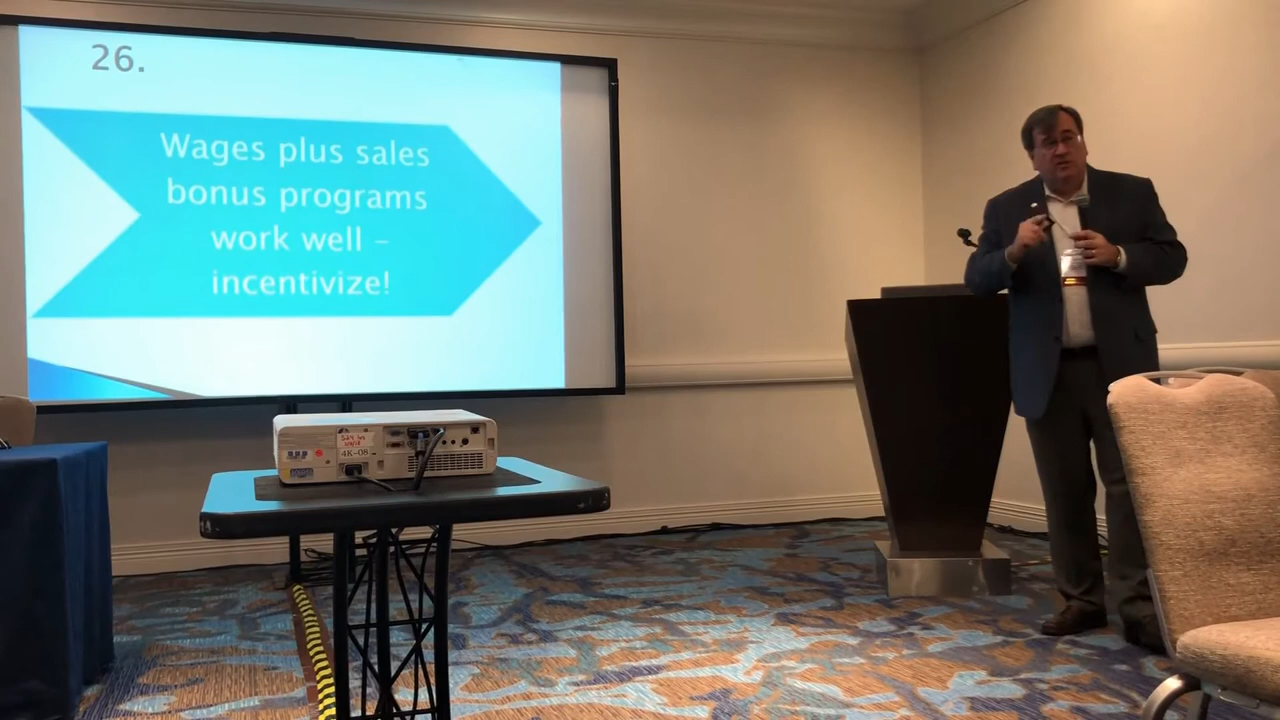 26.
Wages plus sales
bonus programs
work well –
incentivize!
4K-08